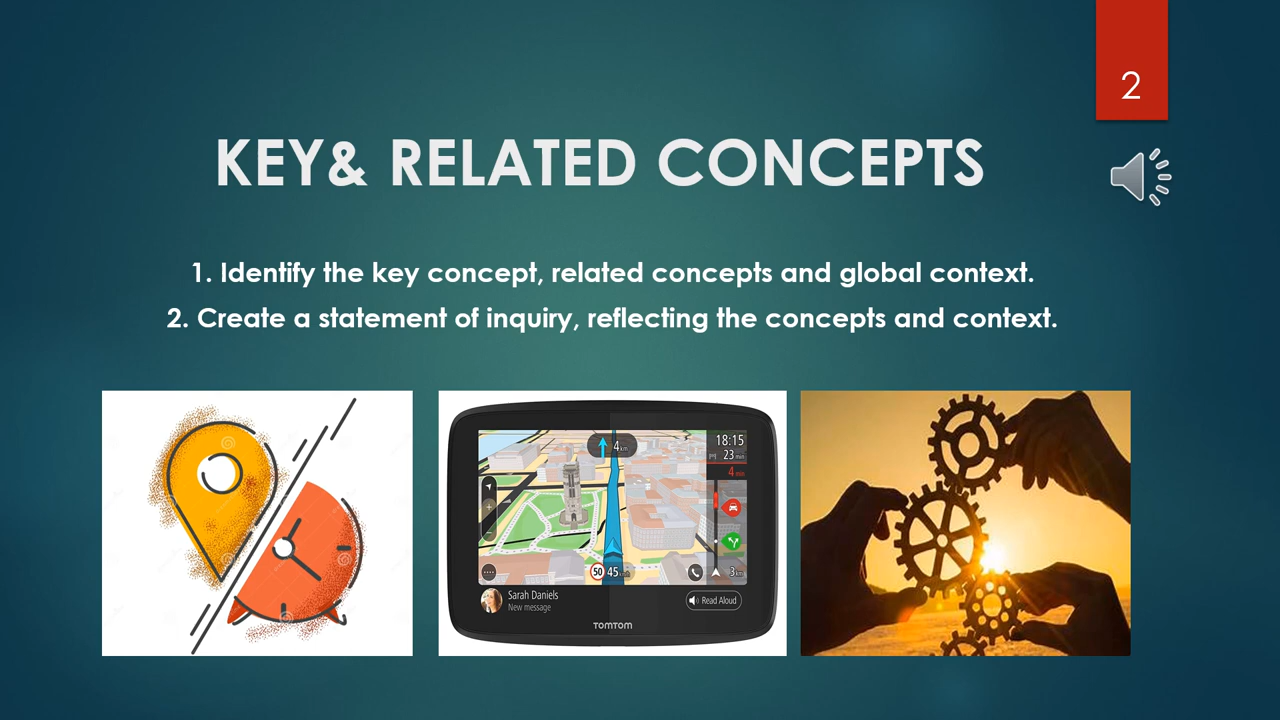 2
KEY& RELATED CONCEPTS
1. Identify the key concept, related concepts and global context.
2. Create a statement of inquiry, reflecting the concepts and context.
4 km
18:15
23 min
4 min
50 45
3 km
Sarah Daniels
New message
Read Aloud
TOMTOM